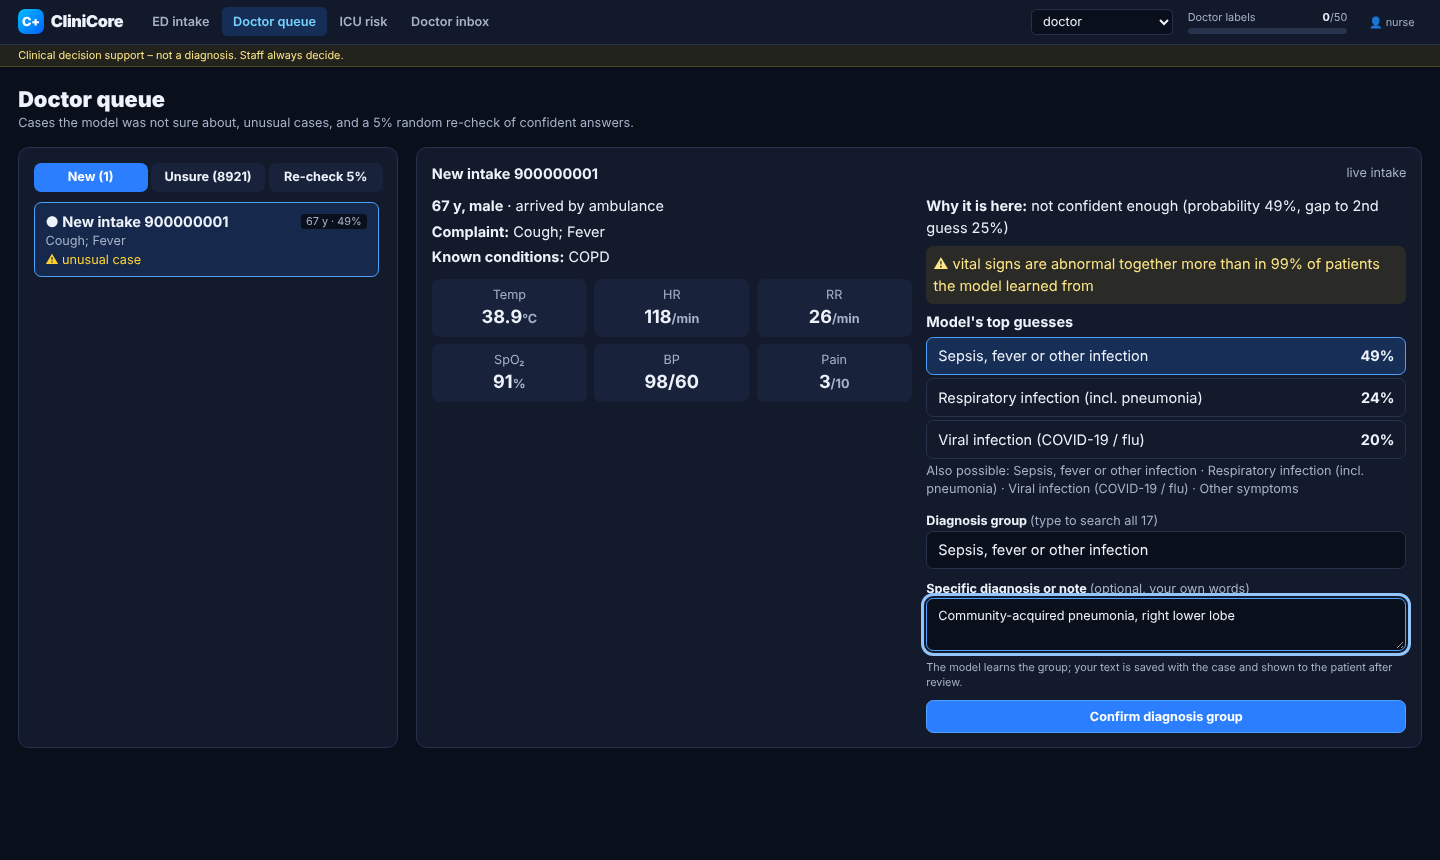 C+ CliniCore ED intake Doctor queue ICU risk Doctor inbox doctor Doctor labels 0/50 nurse
Clinical decision support – not a diagnosis. Staff always decide.
Doctor queue
Cases the model was not sure about, unusual cases, and a 5% random re-check of confident answers.
New (1) Unsure (8921) Re-check 5%
New intake 900000001 67 y · 49%
Cough; Fever
⚠ unusual case
New intake 900000001 live intake
67 y, male · arrived by ambulance
Complaint: Cough; Fever
Known conditions: COPD
Temp HR RR
38.9°C 118/min 26/min
SpO₂ BP Pain
91% 98/60 3/10
Why it is here: not confident enough (probability 49%, gap to 2nd
guess 25%)
⚠ vital signs are abnormal together more than in 99% of patients
the model learned from
Model's top guesses
Sepsis, fever or other infection 49%
Respiratory infection (incl. pneumonia) 24%
Viral infection (COVID-19 / flu) 20%
Also possible: Sepsis, fever or other infection · Respiratory infection (incl.
pneumonia) · Viral infection (COVID-19 / flu) · Other symptoms
Diagnosis group (type to search all 17)
Sepsis, fever or other infection
Specific diagnosis or note (optional, your own words)
Community-acquired pneumonia, right lower lobe
The model learns the group; your text is saved with the case and shown to the patient after
review.
Confirm diagnosis group